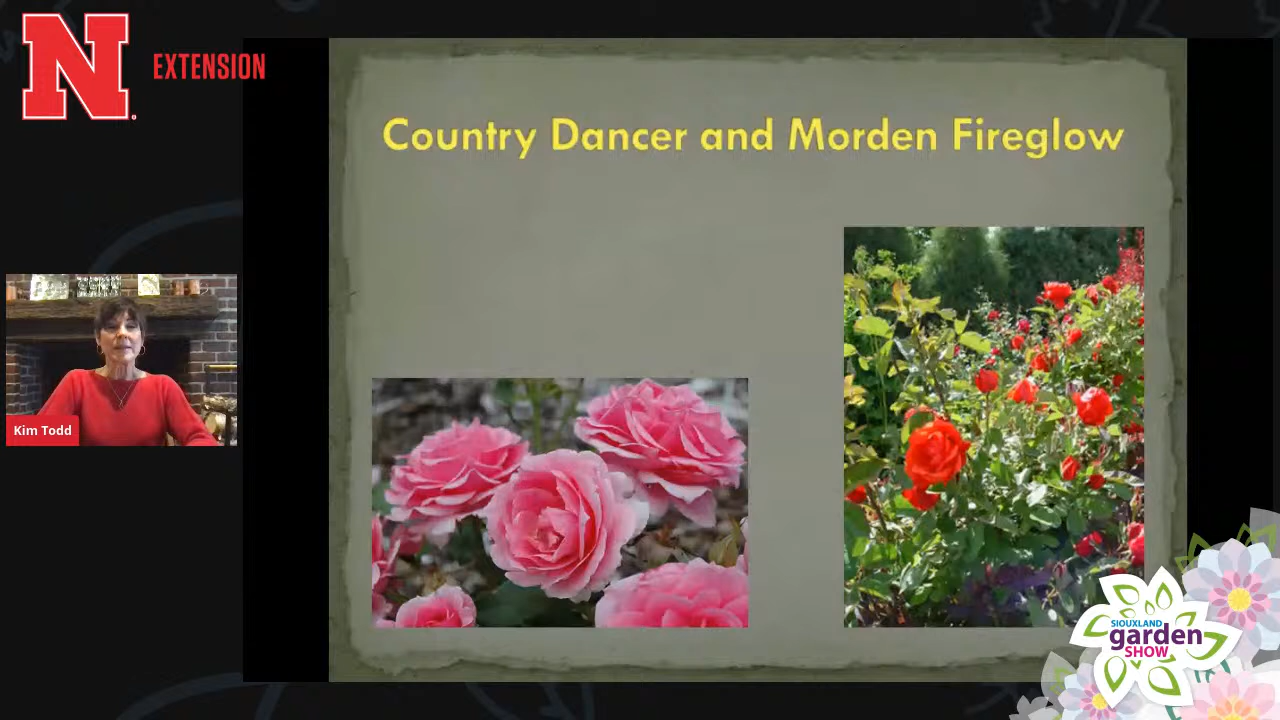 N
EXTENSION
Country Dancer and Morden Fireglow
Kim Todd
SIOUXLAND
garden
SHOW